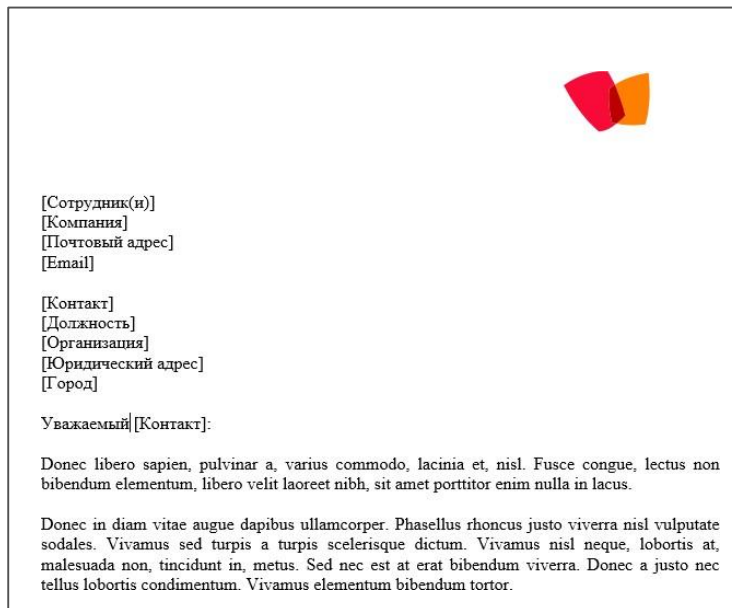 [Сотрудник(и)]
[Компания]
[Почтовый адрес]
[Email]
[Контакт]
[Должность]
[Организация]
[Юридический адрес]
[Город]
Уважаемый [Контакт]:
Donec libero sapien, pulvinar a, varius commodo, lacinia et, nisl. Fusce congue, lectus non
bibendum elementum, libero velit laoreet nibh, sit amet porttitor enim nulla in lacus.
Donec in diam vitae augue dapibus ullamcorper. Phasellus rhoncus justo viverra nisl vulputate
sodales. Vivamus sed turpis a turpis scelerisque dictum. Vivamus nisl neque, lobortis at,
malesuada non, tincidunt in, metus. Sed nec est at erat bibendum viverra. Donec a justo nec
tellus lobortis condimentum. Vivamus elementum bibendum tortor.